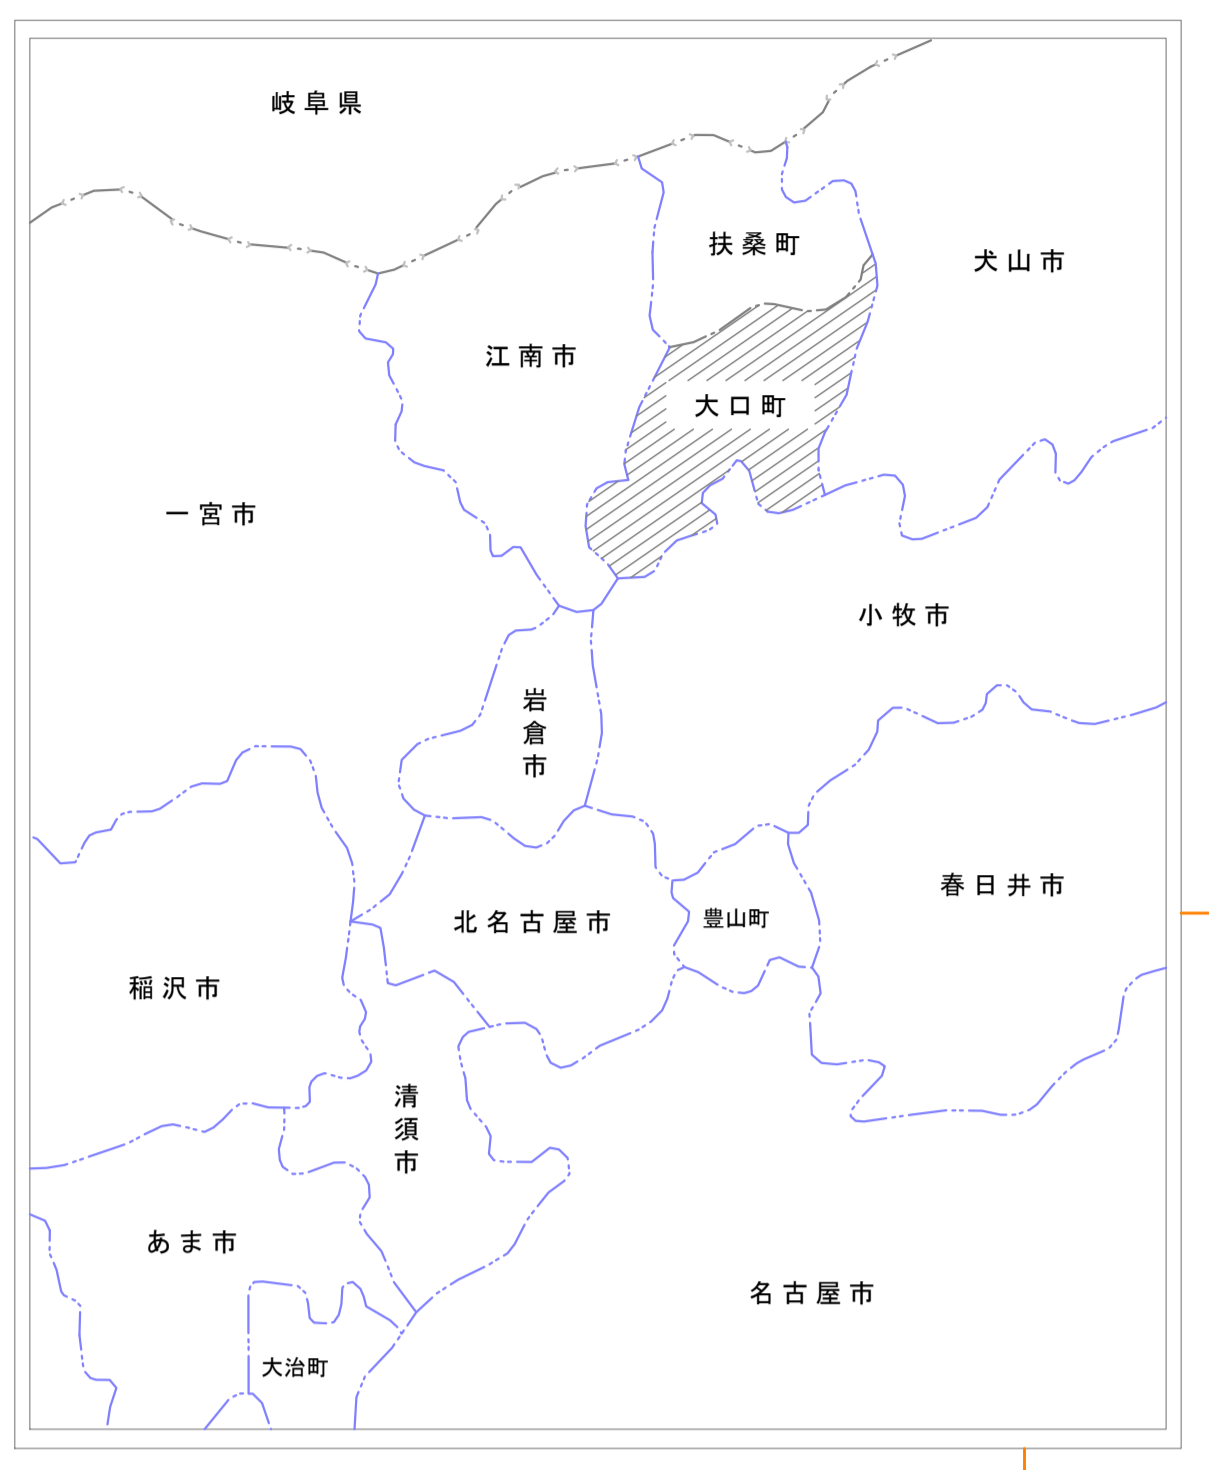 岐阜県
扶桑町
犬山市
江南市
大口町
一宮市
小牧市
岩倉市
春日井市
北名古屋市
豊山町
稲沢市
清須市
あま市
名古屋市
大治町